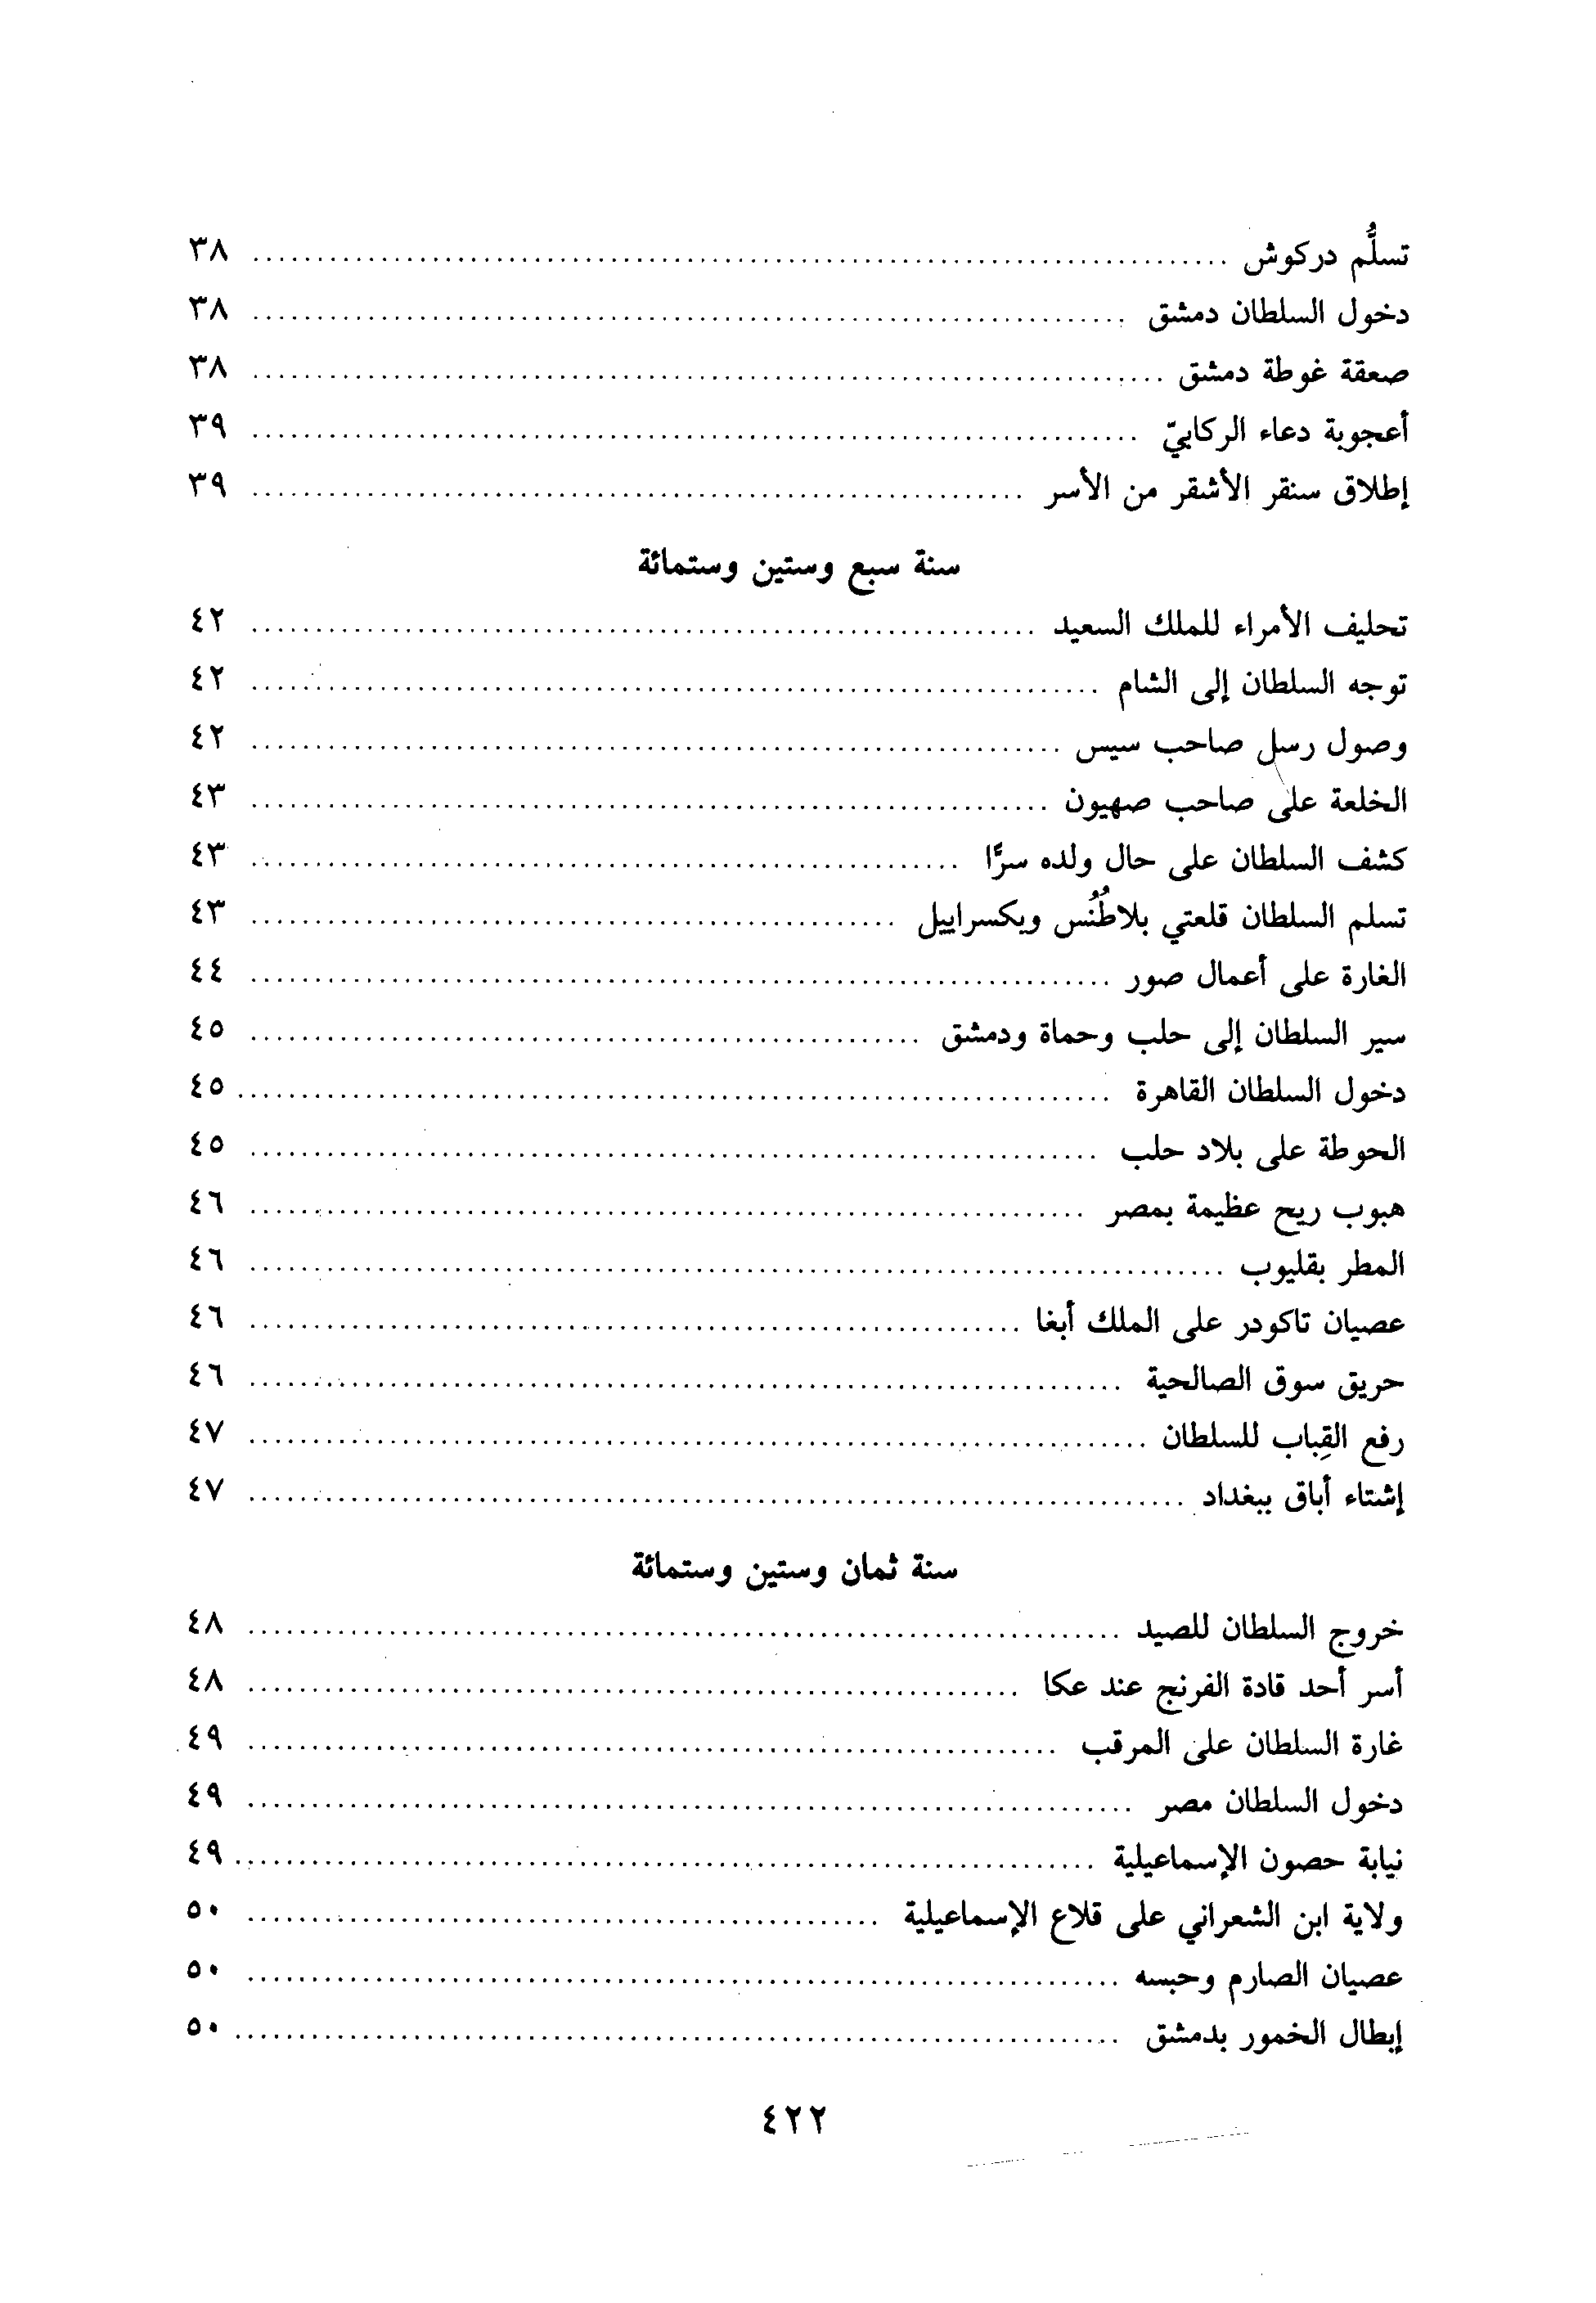 تسلُّم دركوش ........ ٣٨
دخول السلطان دمشق ........ ٣٨
صعقة غوطة دمشق ........ ٣٨
أعجوبة دعاء الركابيّ ........ ٣٩
إطلاق سنقر الأشقر من الأسر ........ ٣٩
سنة سبع وستين وستمائة
تحليف الأمراء للملك السعيد ........ ٤٢
توجه السلطان إلى الشام ........ ٤٢
وصول رسل صاحب سيس ........ ٤٢
الخلعة على صاحب صهيون ........ ٤٣
كشف السلطان على حال ولده سرًّا ........ ٤٣
تسلم السلطان قلعتي بلاطُنُس وبكسراييل ........ ٤٣
الغارة على أعمال صور ........ ٤٤
سير السلطان إلى حلب وحماة ودمشق ........ ٤٥
دخول السلطان القاهرة ........ ٤٥
الحوطة على بلاد حلب ........ ٤٥
هبوب ريح عظيمة بمصر ........ ٤٦
المطر بقليوب ........ ٤٦
عصيان تاكودر على الملك أبغا ........ ٤٦
حريق سوق الصالحية ........ ٤٦
رفع القِباب للسلطان ........ ٤٧
إشتاء أباق ببغداد ........ ٤٧
سنة ثمان وستين وستمائة
خروج السلطان للصيد ........ ٤٨
أسر أحد قادة الفرنج عند عكا ........ ٤٨
غارة السلطان على المرقب ........ ٤٩
دخول السلطان مصر ........ ٤٩
نيابة حصون الإسماعيلية ........ ٤٩
ولاية ابن الشعراني على قلاع الإسماعيلية ........ ٥٠
عصيان الصارم وحبسه ........ ٥٠
إبطال الخمور بدمشق ........ ٥٠
٤٢٢